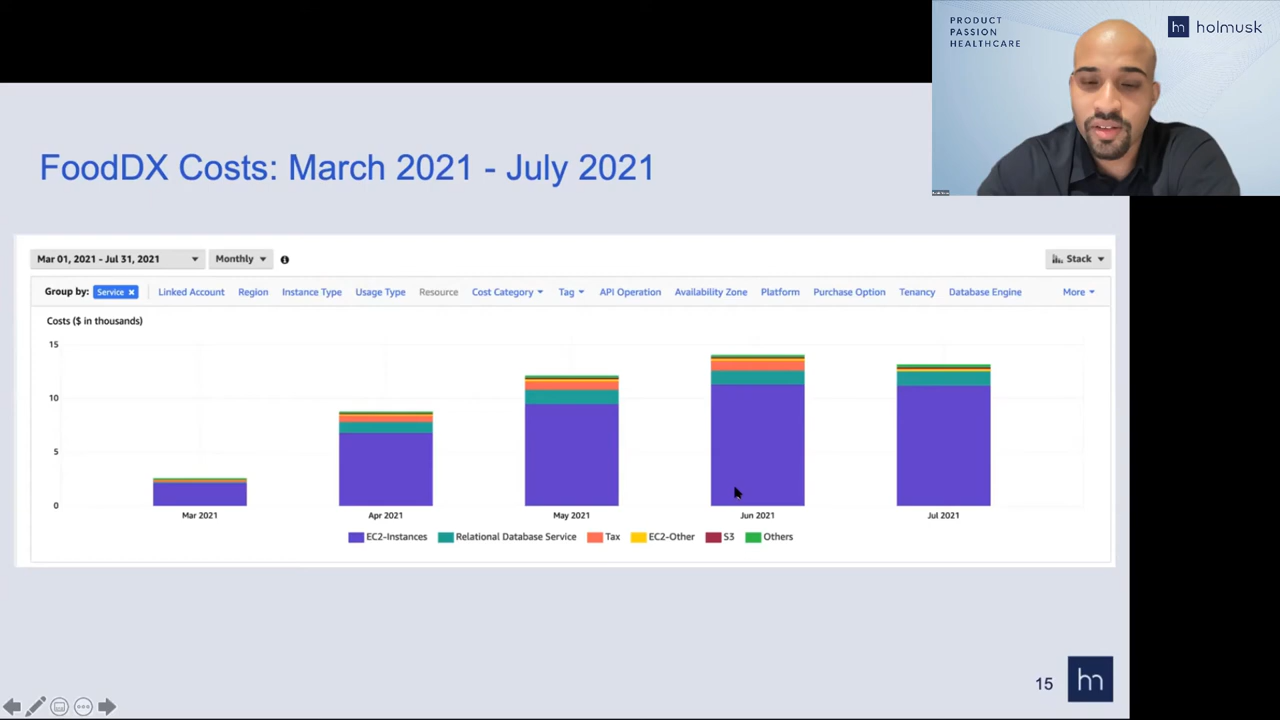 PRODUCT
PASSION
HEALTHCARE
hm holmusk
FoodDX Costs: March 2021 - July 2021
Mar 01, 2021 - Jul 31, 2021 Monthly Stack
Group by: Service × Linked Account Region Instance Type Usage Type Resource Cost Category Tag API Operation Availability Zone Platform Purchase Option Tenancy Database Engine More
Costs ($ in thousands)
15
10
5
0
Mar 2021 Apr 2021 May 2021 Jun 2021 Jul 2021
EC2-Instances Relational Database Service Tax EC2-Other S3 Others
15 hm